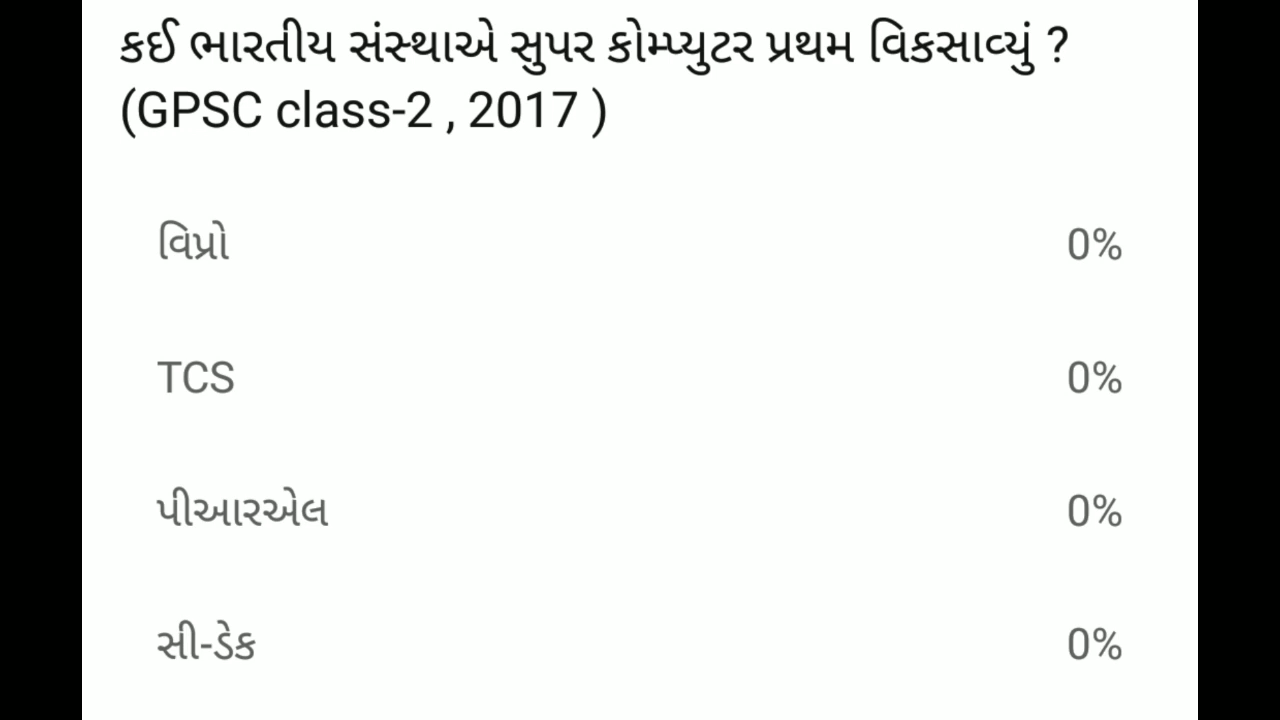 કઈ ભારતીય સંસ્થાએ સુપર કોમ્પ્યુટર પ્રથમ વિકસાવ્યું ?
(GPSC class-2 , 2017 )
વિપ્રો 0%
TCS 0%
પીઆરએલ 0%
સી-ડેક 0%